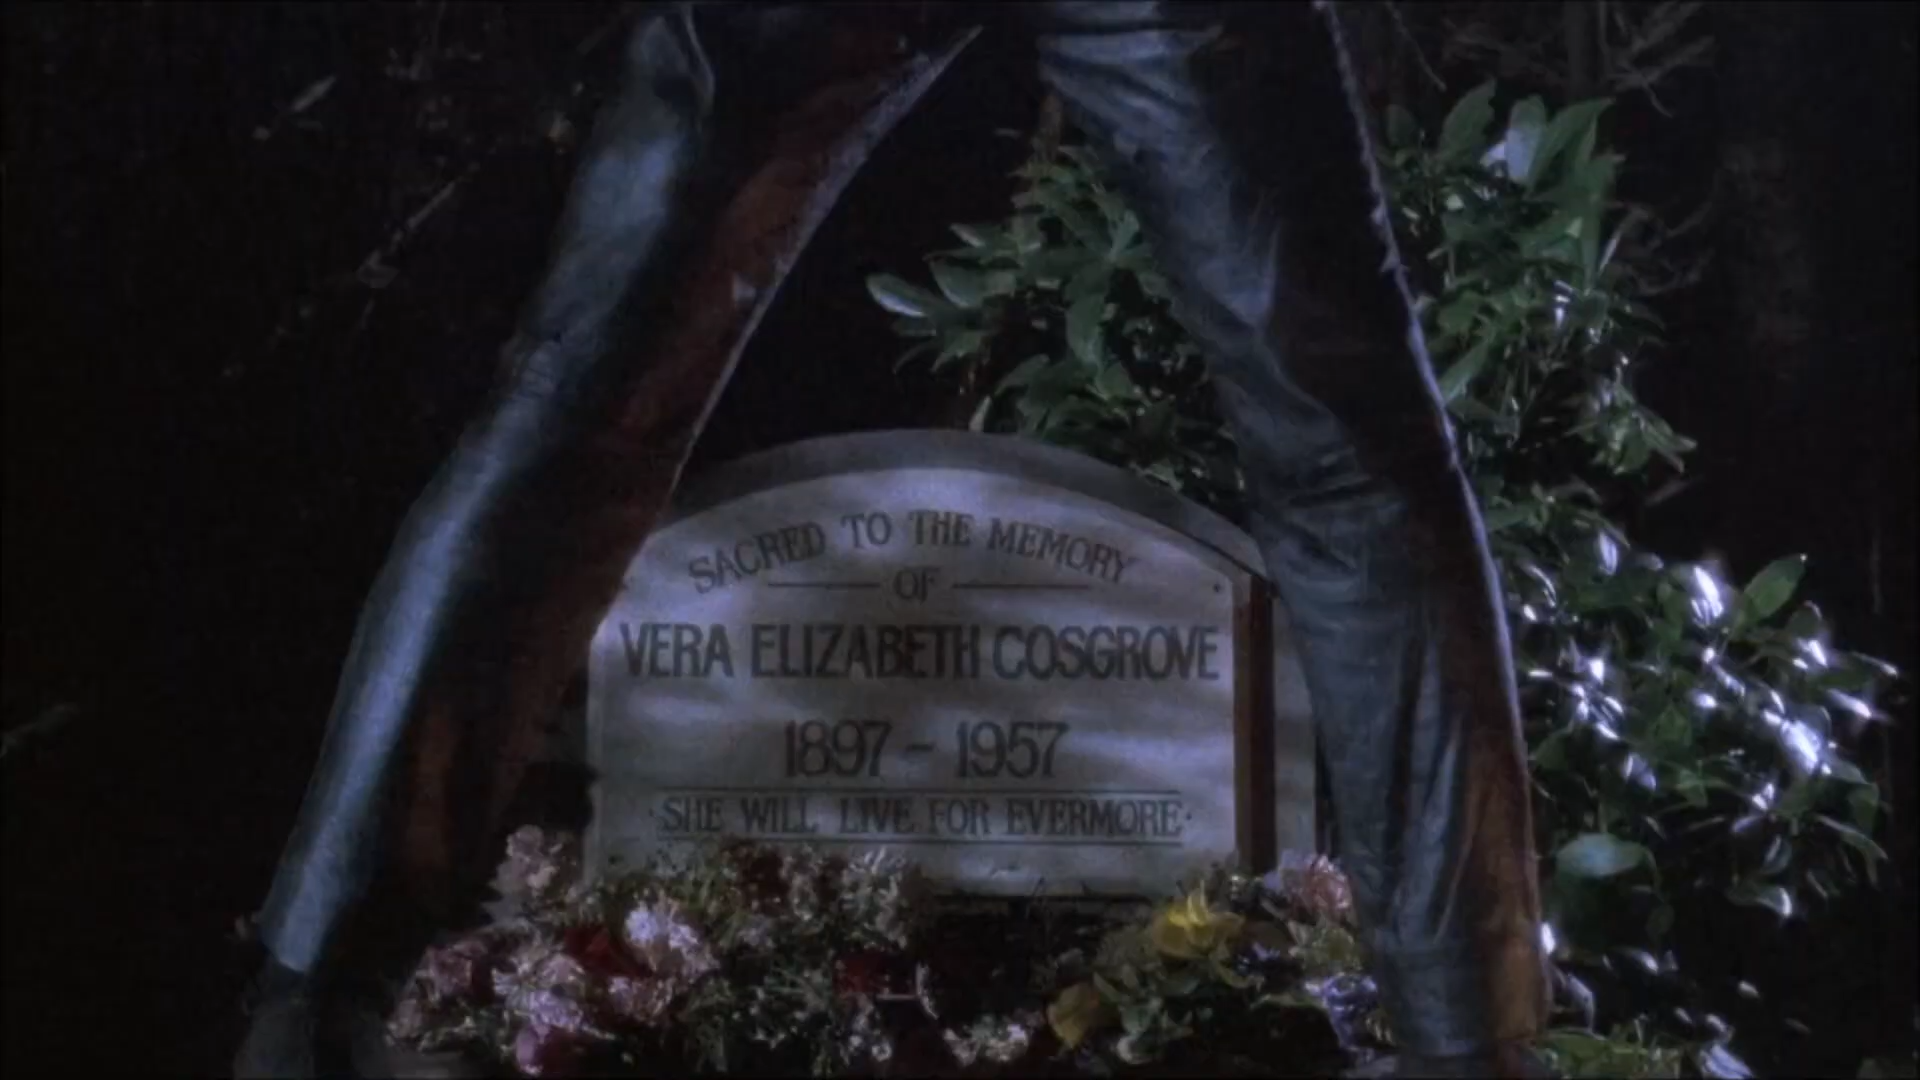 SACRED TO THE MEMORY
OF
VERA ELIZABETH COSGROVE
1897 - 1957
· SHE WILL LIVE FOR EVERMORE ·